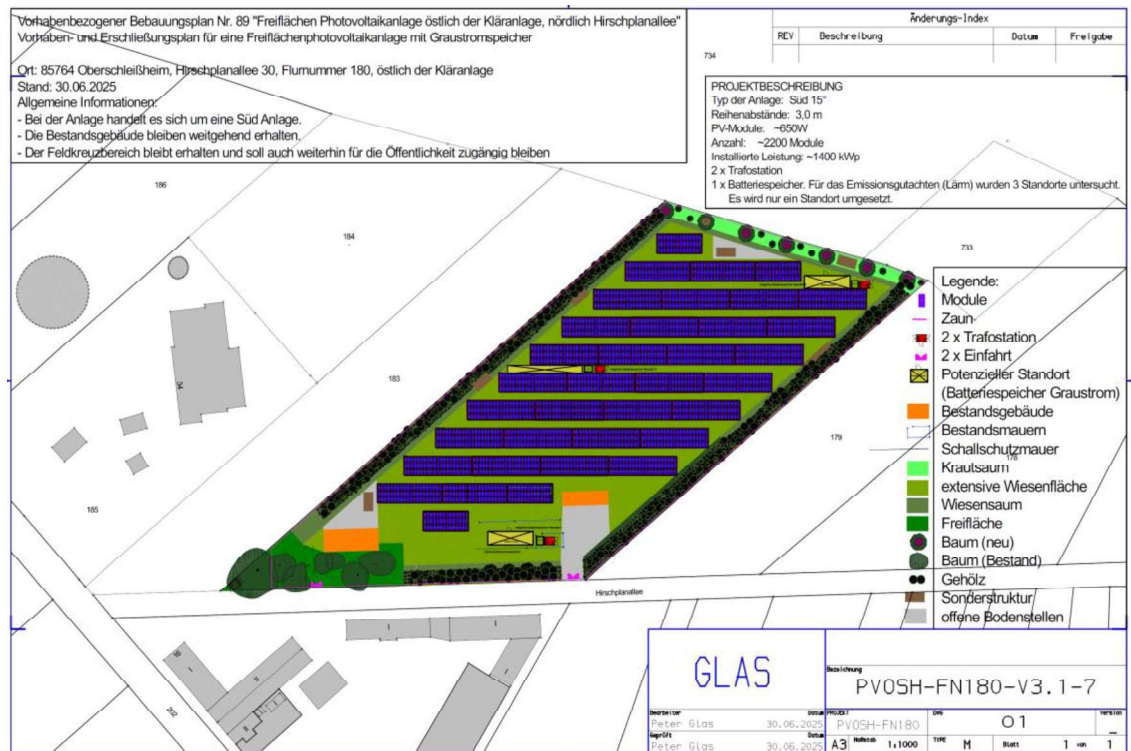 Vorhabenbezogener Bebauungsplan Nr. 89 "Freiflächen Photovoltaikanlage östlich der Kläranlage, nördlich Hirschplanallee"
Vorhaben- und Erschließungsplan für eine Freiflächenphotovoltaikanlage mit Graustromspeicher
Ort: 85764 Oberschleißheim, Hirschplanallee 30, Flurnummer 180, östlich der Kläranlage
Stand: 30.06.2025
Allgemeine Informationen:
- Bei der Anlage handelt es sich um eine Süd Anlage.
- Die Bestandsgebäude bleiben weitgehend erhalten.
- Der Feldkreuzbereich bleibt erhalten und soll auch weiterhin für die Öffentlichkeit zugängig bleiben
Änderungs-Index
REV Beschreibung Datum Freigabe
734
PROJEKTBESCHREIBUNG
Typ der Anlage: Süd 15°
Reihenabstände: 3,0 m
PV-Module: ~650W
Anzahl: ~2200 Module
Installierte Leistung: ~1400 kWp
2 x Trafostation
1 x Batteriespeicher. Für das Emissionsgutachten (Lärm) wurden 3 Standorte untersucht.
Es wird nur ein Standort umgesetzt.
186
184
733
183
34
185
179
178
Legende:
Module
Zaun
2 x Trafostation
2 x Einfahrt
Potenzieller Standort
(Batteriespeicher Graustrom)
Bestandsgebäude
Bestandsmauern
Schallschutzmauer
Krautsaum
extensive Wiesenfläche
Wiesensaum
Freifläche
Baum (neu)
Baum (Bestand)
Gehölz
Sonderstruktur
offene Bodenstellen
Hirschplanallee
202
GLAS
Bezeichnung
PVOSH-FN180-V3.1-7
Bearbeiter Datum
Peter Glas 30.06.2025
Geprüft Datum
Peter Glas 30.06.2025
PROJEKT
PVOSH-FN180
DWG
01
Version
A3 Maßstab 1:1000 TYPE M Blatt 1 von 1